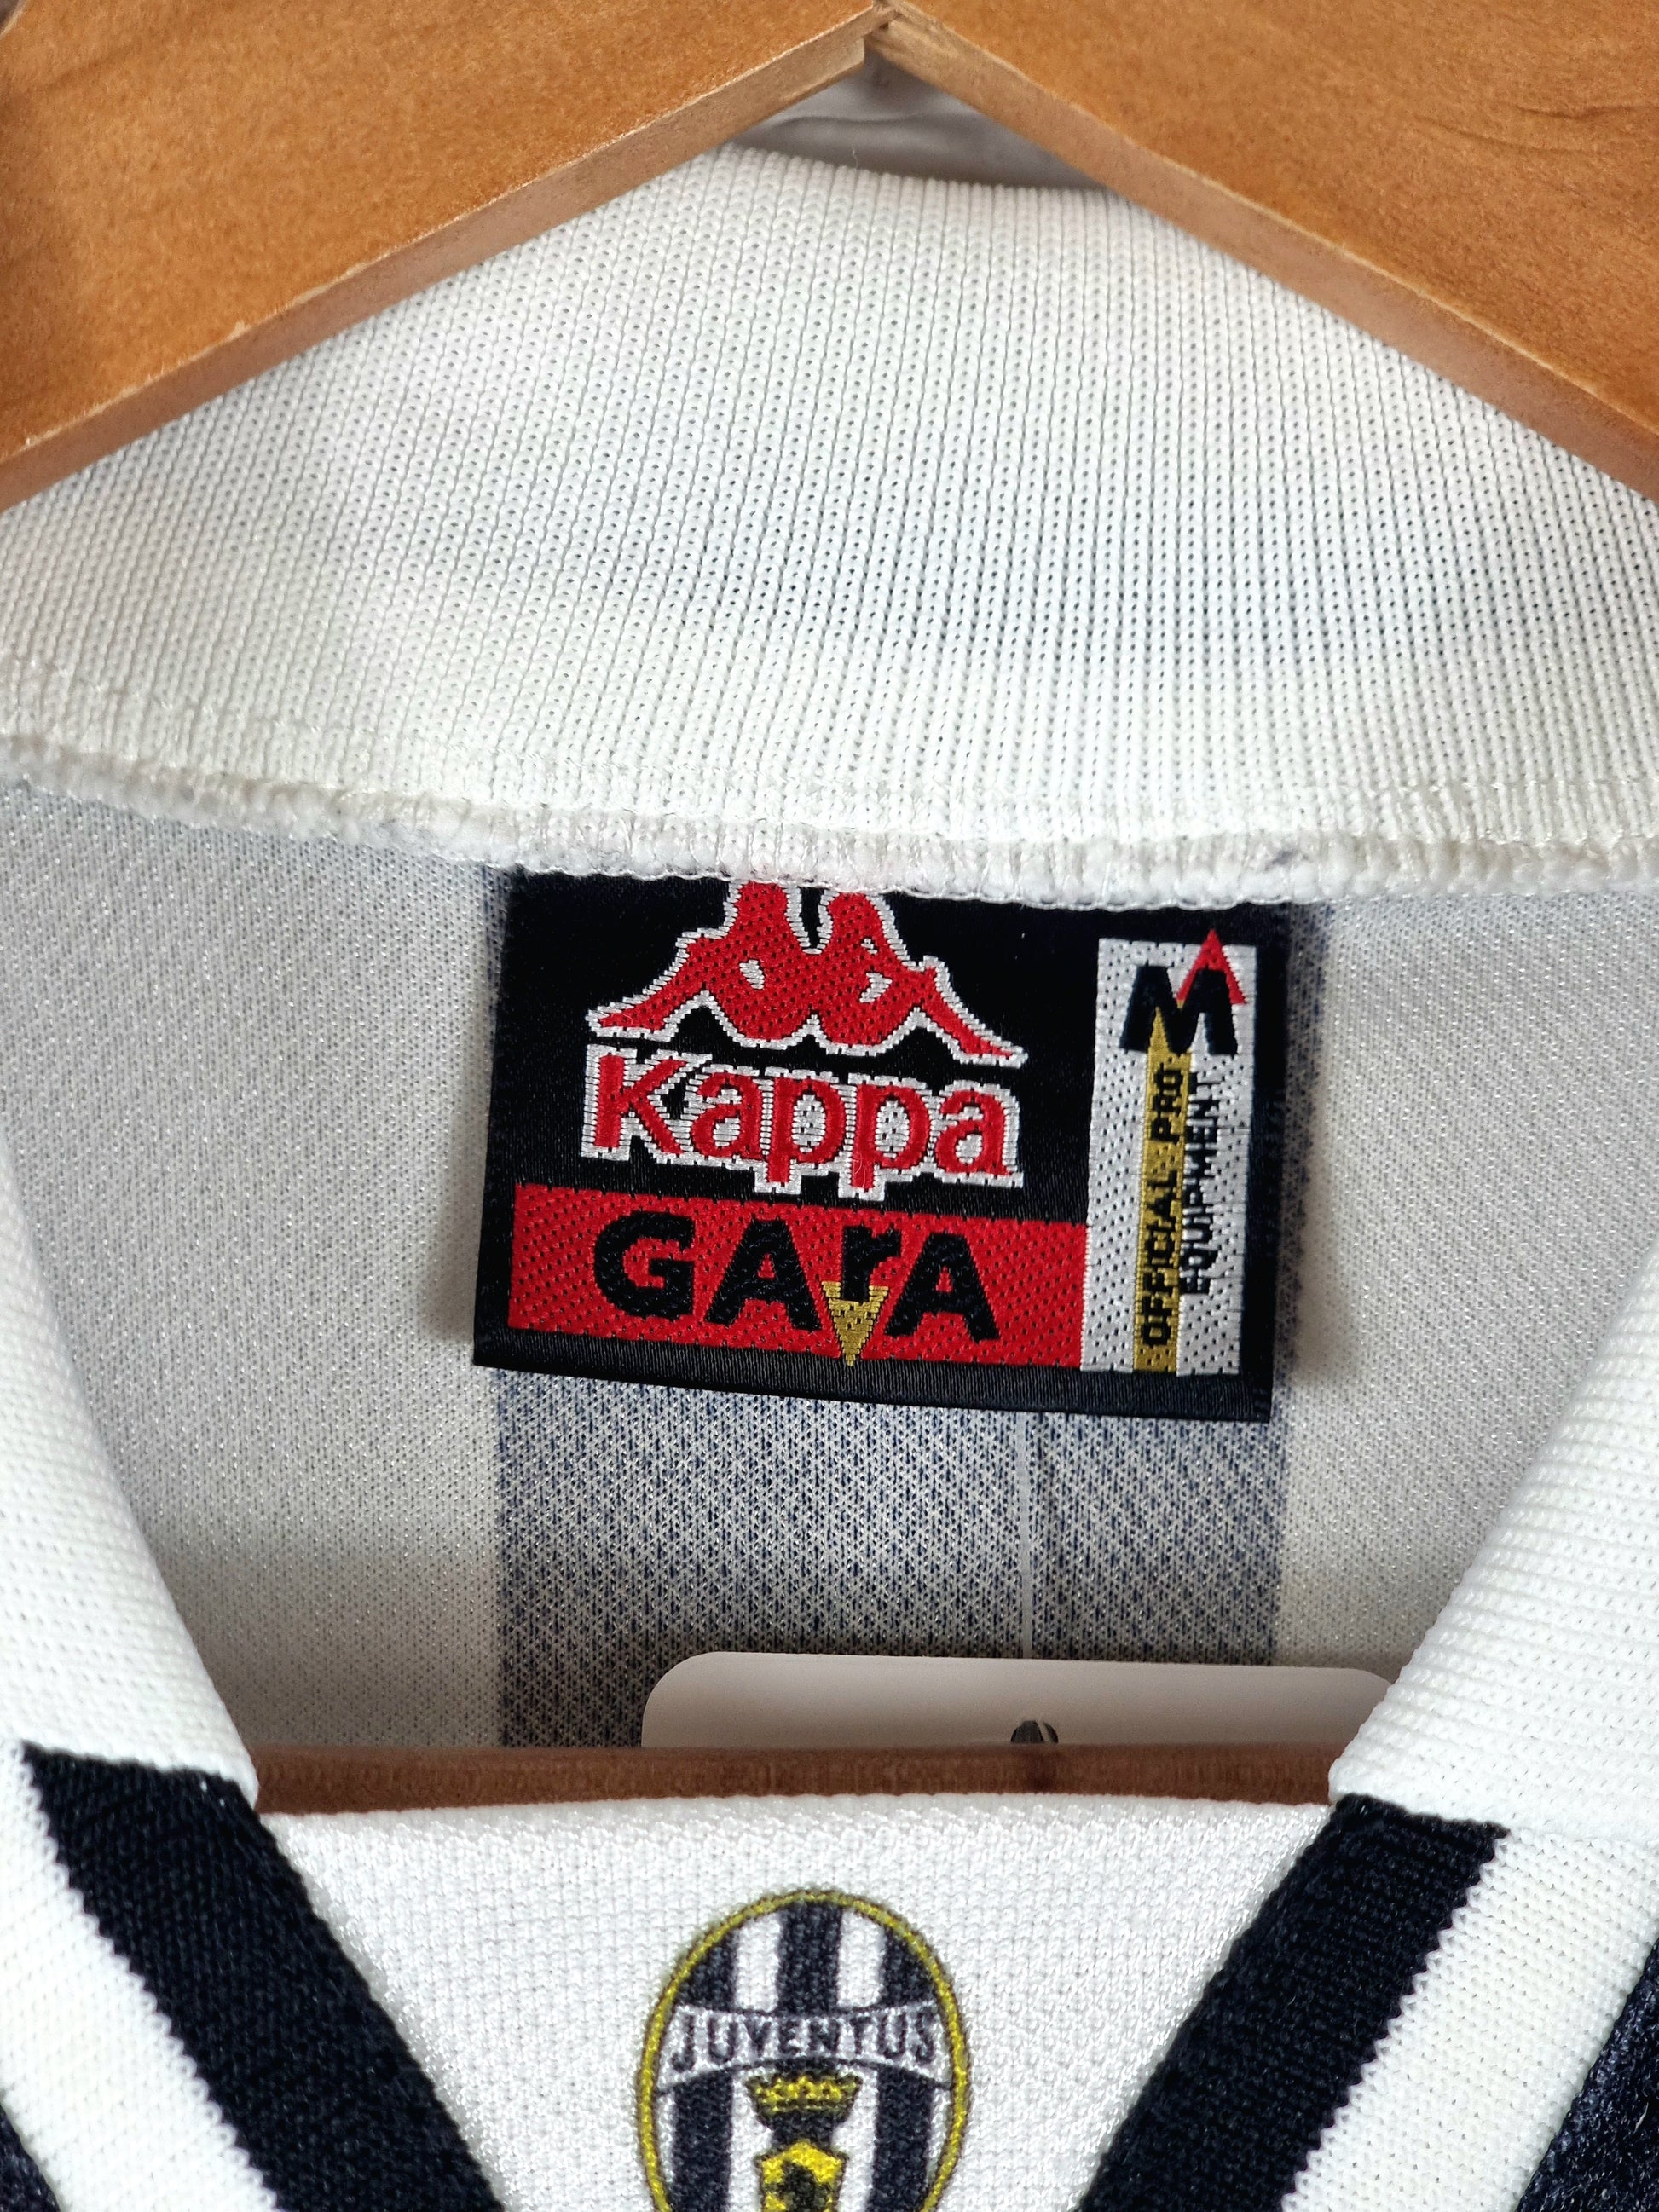 Kappa
GArA
M
OFFICIAL PRO
EQUIPMENT
JUVENTUS